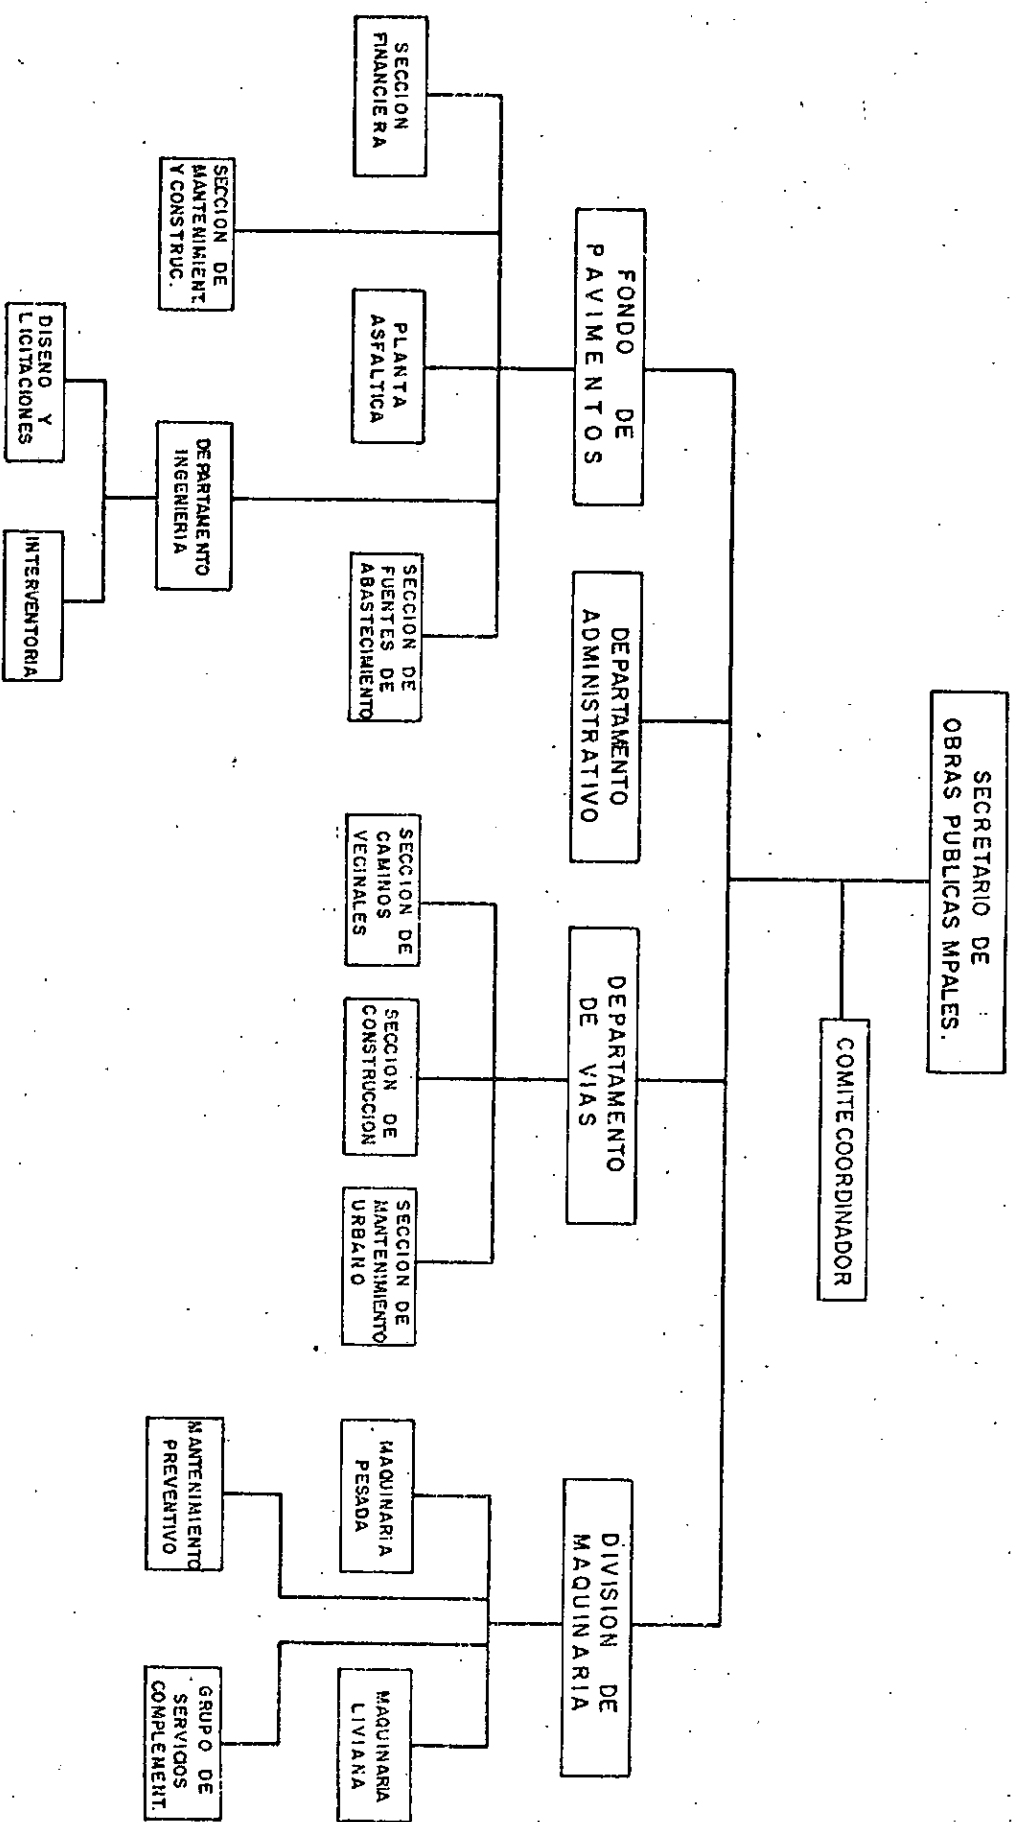 SECRETARIO DE
OBRAS PUBLICAS MPALES.
COMITE COORDINADOR
FONDO DE
PAVIMENTOS
DEPARTAMENTO
ADMINISTRATIVO
DEPARTAMENTO
DE VIAS
DIVISION DE
MAQUINARIA
SECCION
FINANCIERA
PLANTA
ASFALTICA
SECCION DE
FUENTES DE
ABASTECIMIENTO
SECCION DE
CAMINOS
VECINALES
SECCION DE
CONSTRUCCION
SECCION DE
MANTENIMIENTO
URBANO
MAQUINARIA
PESADA
MAQUINARIA
LIVIANA
SECCION DE
MANTENIMIENT.
Y CONSTRUC.
DEPARTAMENTO
INGENIERIA
MANTENIMIENTO
PREVENTIVO
GRUPO DE
SERVICIOS
COMPLEMENT.
DISENO Y
LICITACIONES
INTERVENTORIA